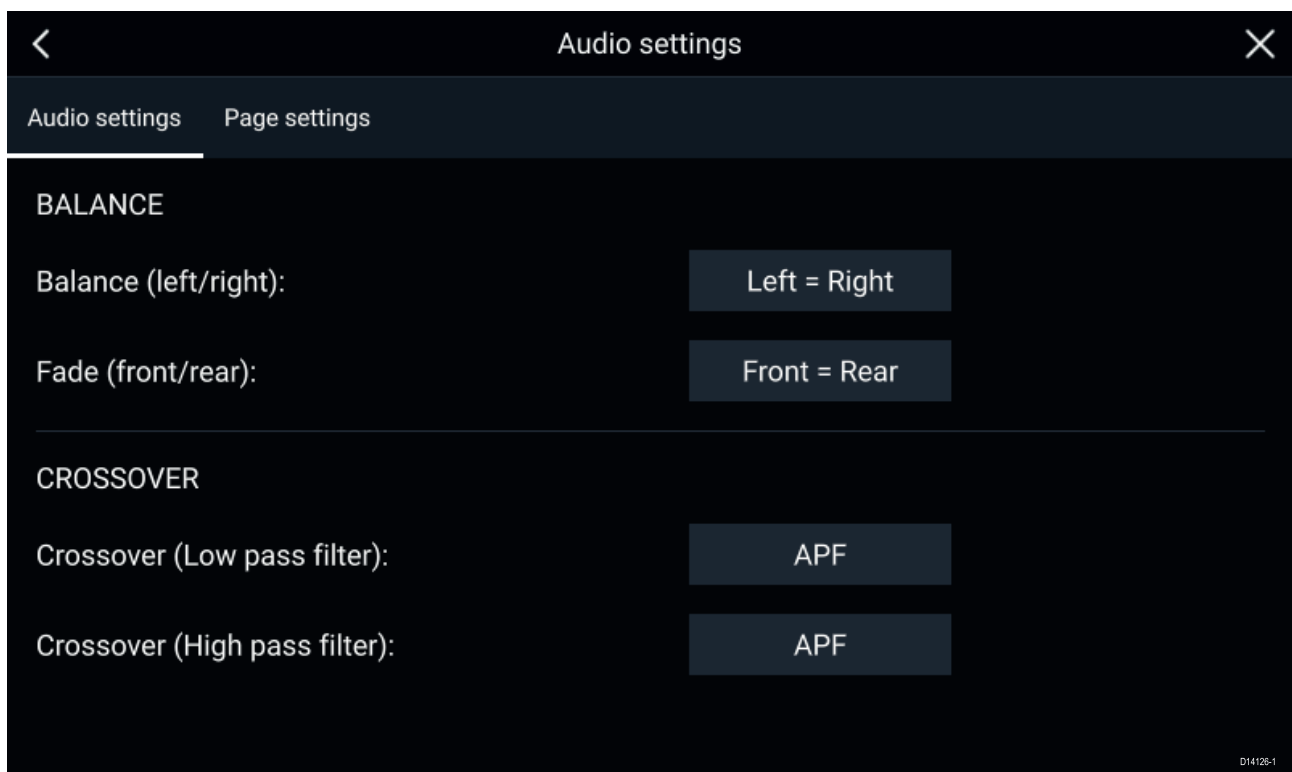 Audio settings
Audio settings Page settings
BALANCE
Balance (left/right): Left = Right
Fade (front/rear): Front = Rear
CROSSOVER
Crossover (Low pass filter): APF
Crossover (High pass filter): APF
D14126-1